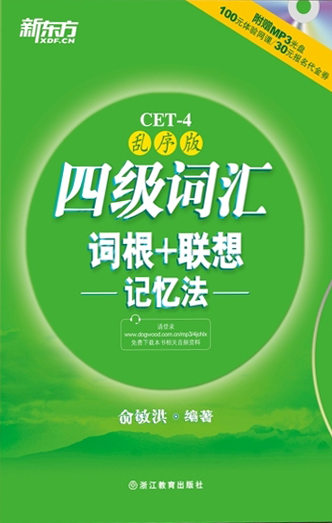 新东方
XDF.CN
附赠MP3光盘
100元体验网课/30元报名代金券
CET-4
乱序版
四级词汇
词根+联想
记忆法
请登录
www.dogwood.com.cn/mp3/4jchlx
免费下载本书相关音频资料
俞敏洪·编著
浙江教育出版社